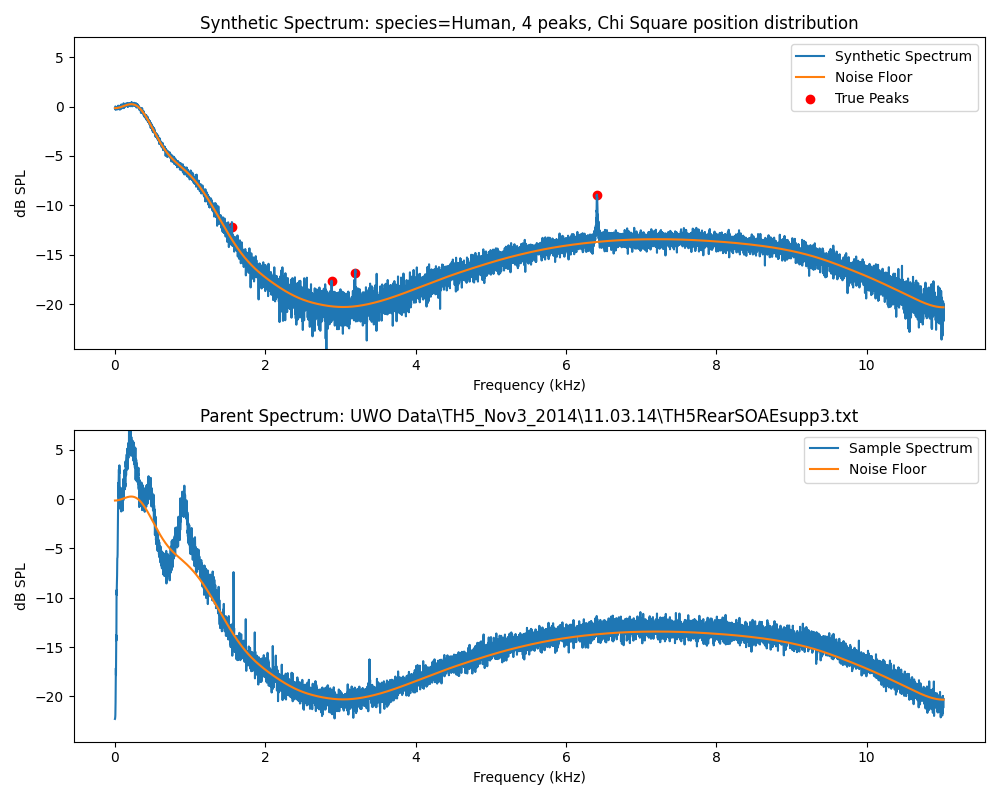 Synthetic Spectrum: species=Human, 4 peaks, Chi Square position distribution
5
0
−5
−10
−15
−20
dB SPL
Synthetic Spectrum
Noise Floor
True Peaks
0 2 4 6 8 10
Frequency (kHz)
Parent Spectrum: UWO Data\TH5_Nov3_2014\11.03.14\TH5RearSOAEsupp3.txt
5
0
−5
−10
−15
−20
dB SPL
Sample Spectrum
Noise Floor
0 2 4 6 8 10
Frequency (kHz)